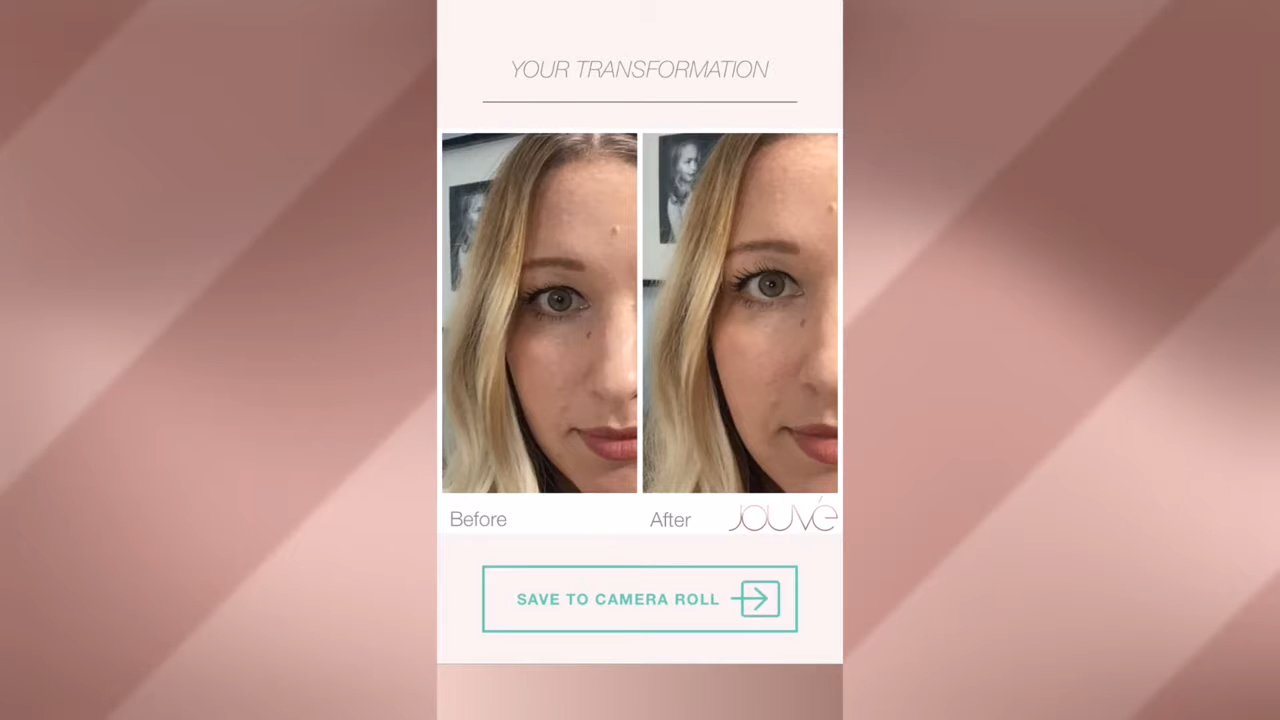 YOUR TRANSFORMATION
Before
After
Jouvé
SAVE TO CAMERA ROLL